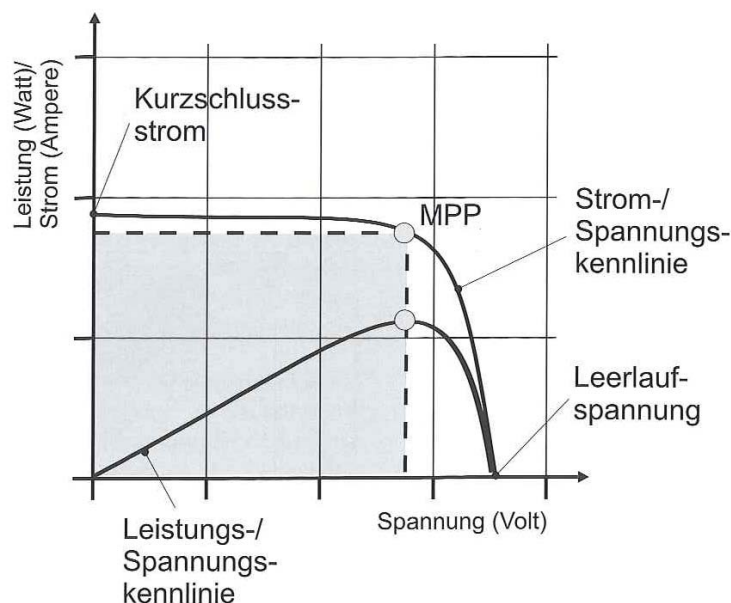 Leistung (Watt)/
Strom (Ampere)
Kurzschluss-
strom
MPP
Strom-/
Spannungs-
kennlinie
Leerlauf-
spannung
Spannung (Volt)
Leistungs-/
Spannungs-
kennlinie